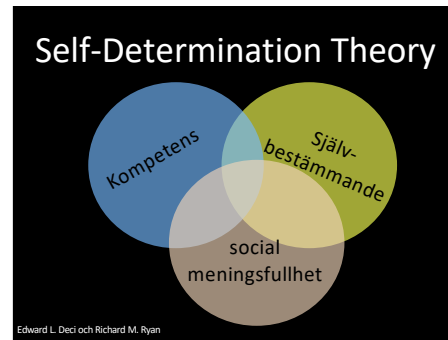 Self-Determination Theory
Kompetens
Själv-
bestämmande
social
meningsfullhet
Edward L. Deci och Richard M. Ryan